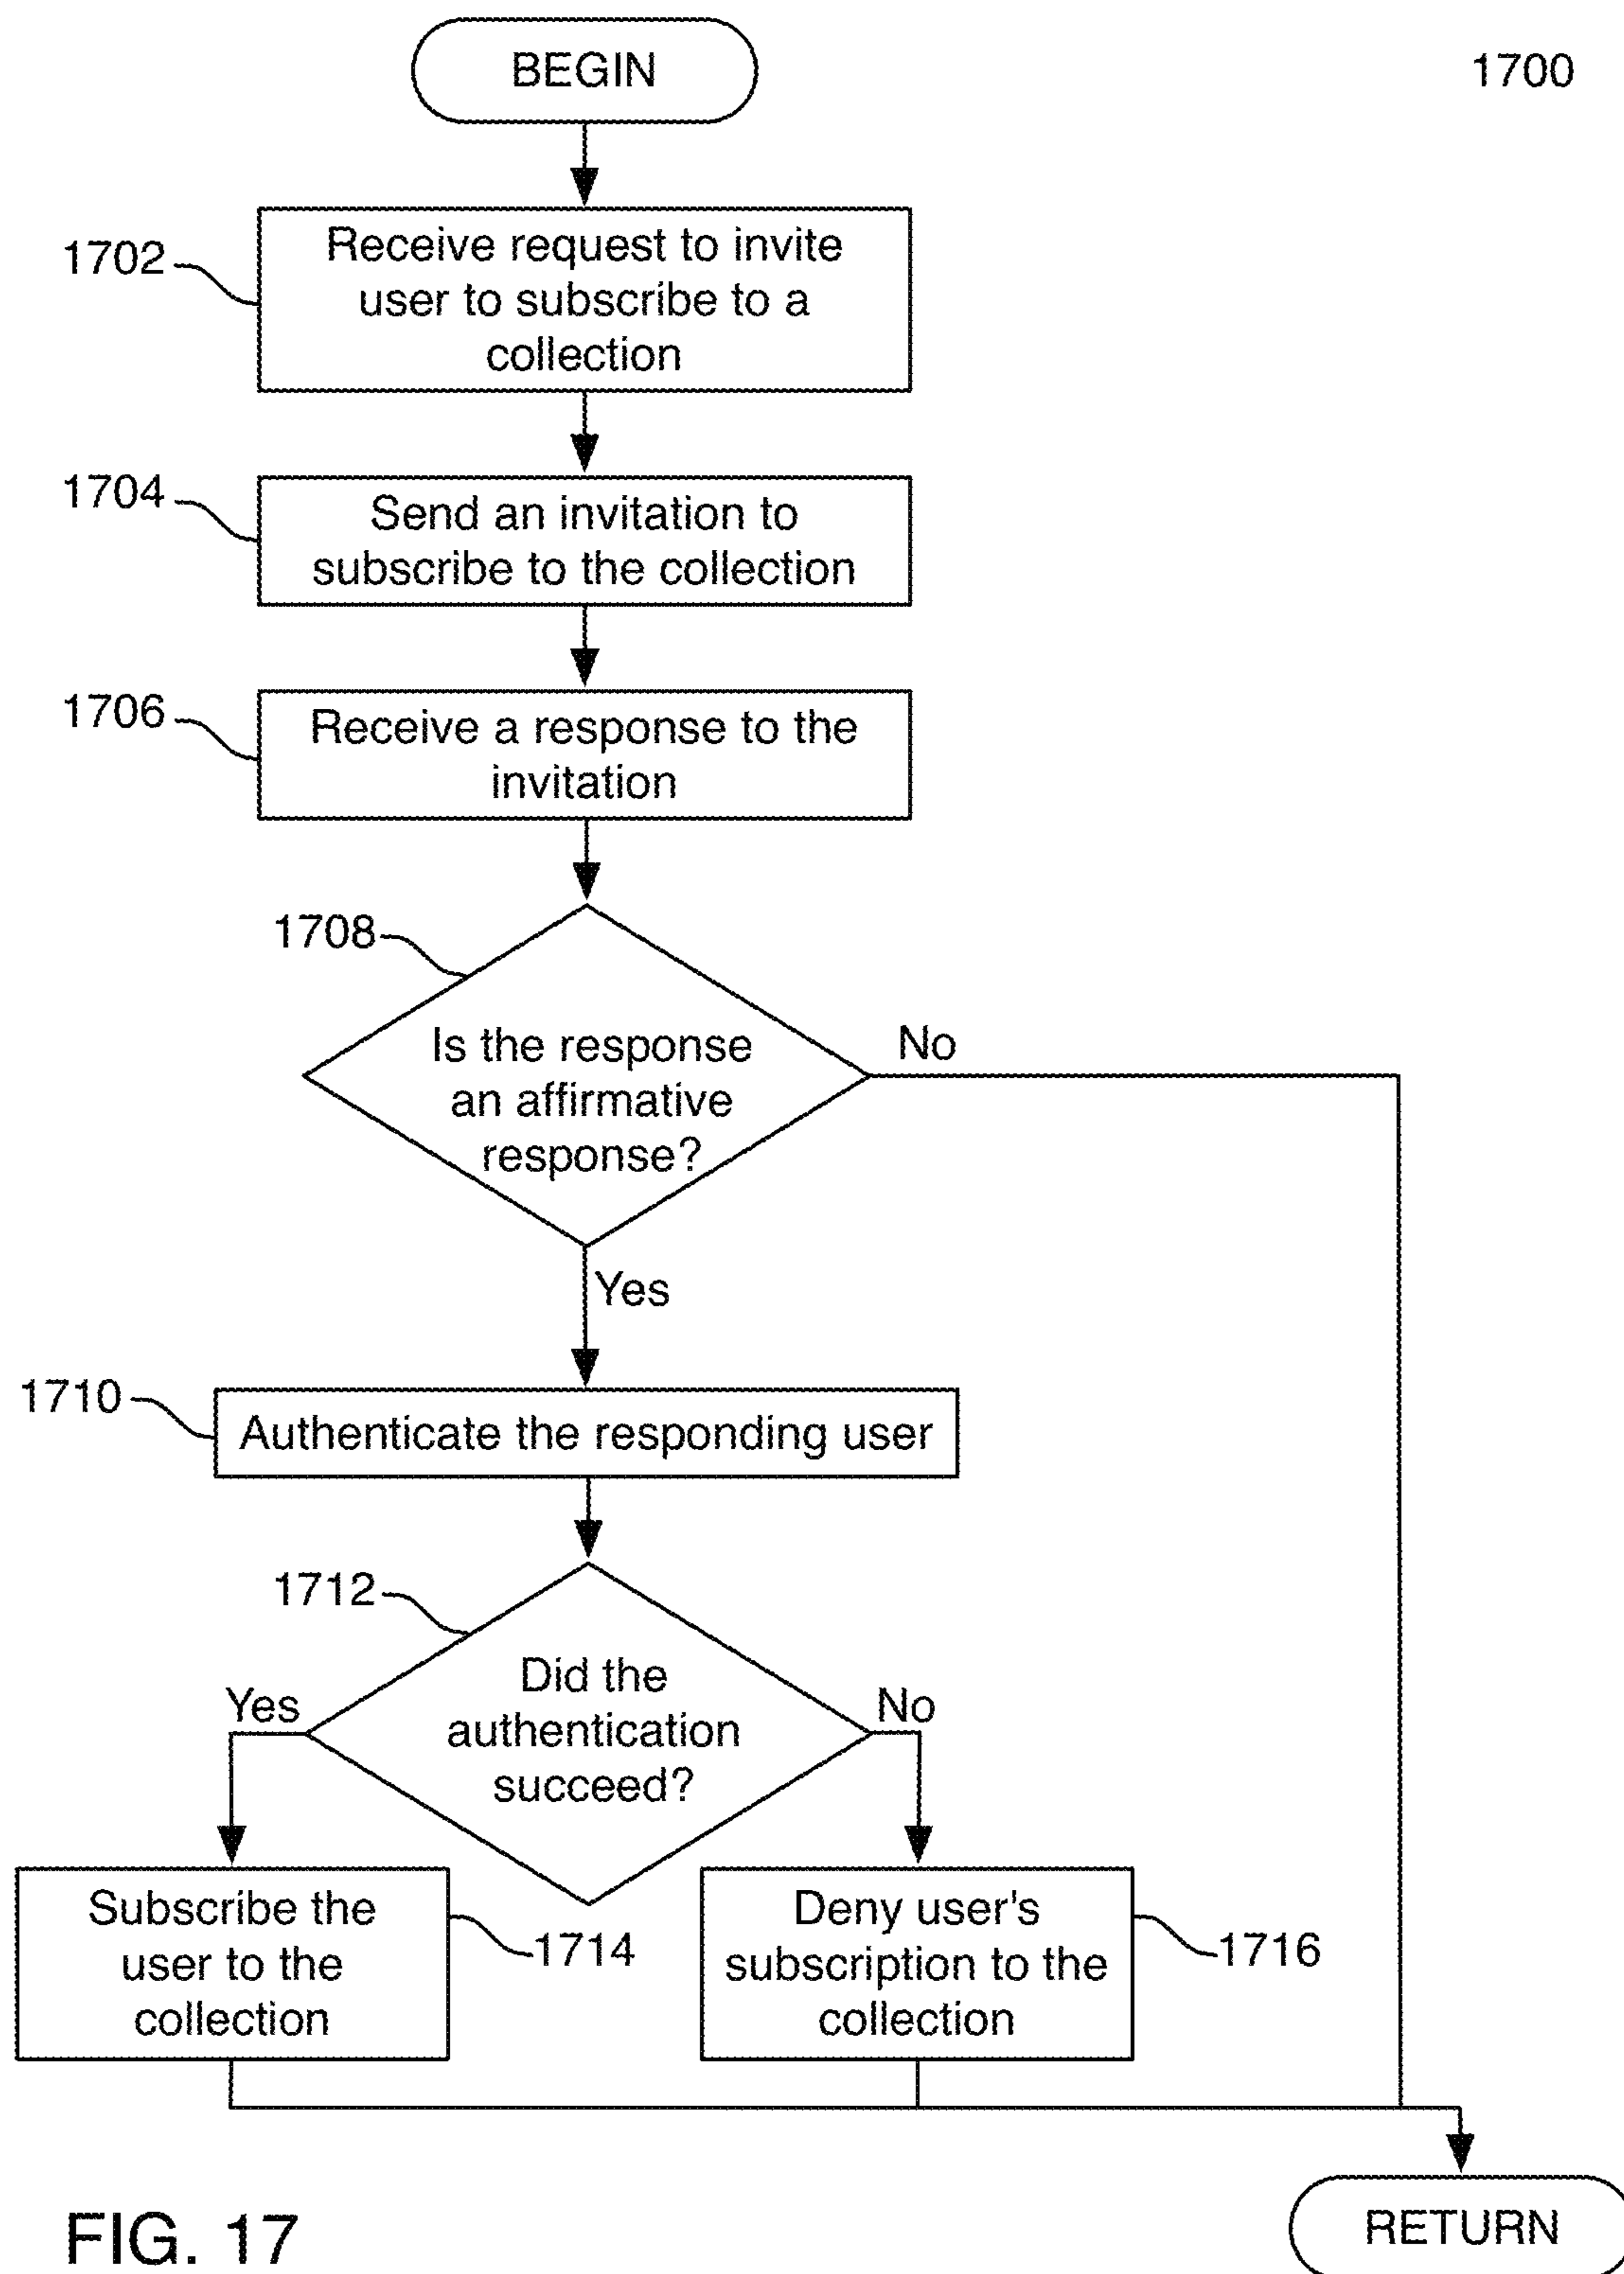 BEGIN
1700
1702
Receive request to invite
user to subscribe to a
collection
1704
Send an invitation to
subscribe to the collection
1706
Receive a response to the
invitation
1708
Is the response
an affirmative
response?
No
Yes
1710
Authenticate the responding user
1712
Did the
authentication
succeed?
Yes
No
Subscribe the
user to the
collection
1714
Deny user's
subscription to the
collection
1716
RETURN
FIG. 17